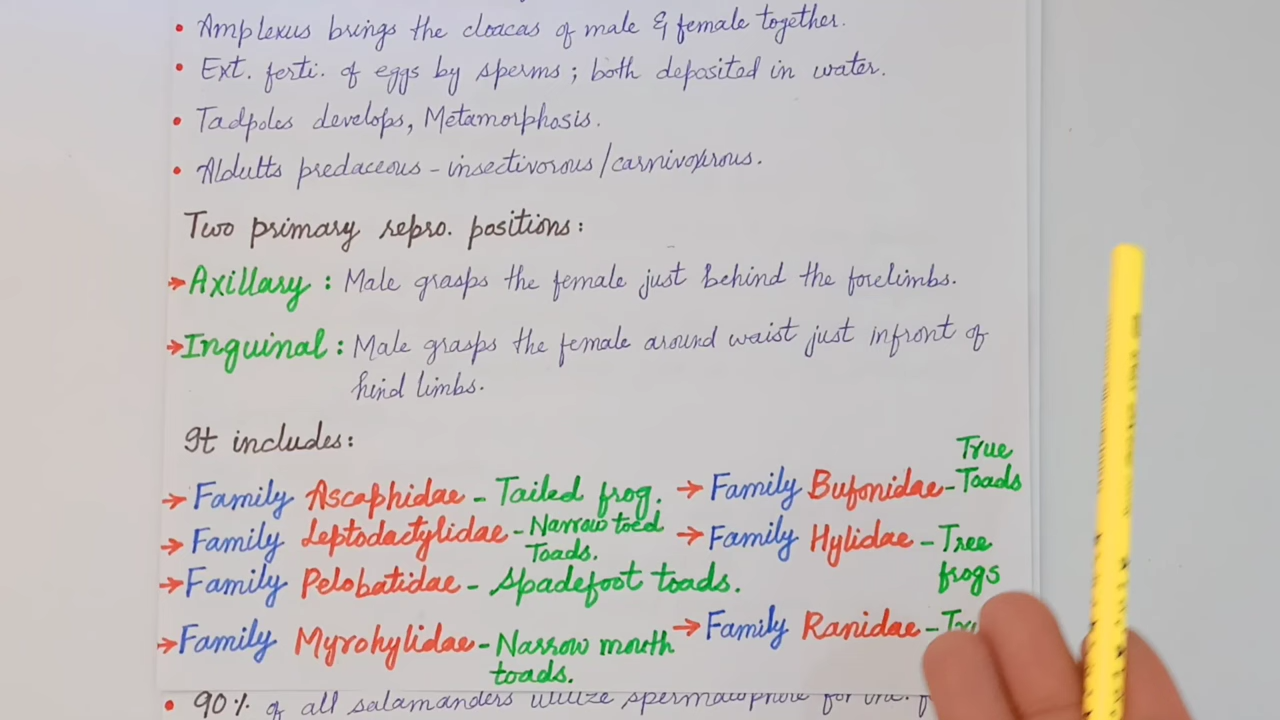 • Amplexus brings the cloacas of male & female together.
• Ext. ferti. of eggs by sperms; both deposited in water.
• Tadpoles develops, Metamorphosis.
• Aldutts predaceous - insectivorous/carnivorous.
Two primary repro. positions:
→ Axillary: Male grasps the female just behind the forelimbs.
→ Inguinal: Male grasps the female around waist just infront of
hind limbs.
It includes:
→ Family Ascaphidae - Tailed frog.
→ Family Leptodactylidae - Narrow toed
Toads.
→ Family Pelobatidae - Spadefoot toads.
→ Family Myrohylidae - Narrow mouth
toads.
→ Family Bufonidae - True
Toads
→ Family Hylidae - Tree
frogs
→ Family Ranidae -
• 90% of all salamanders utilize spermatophore for